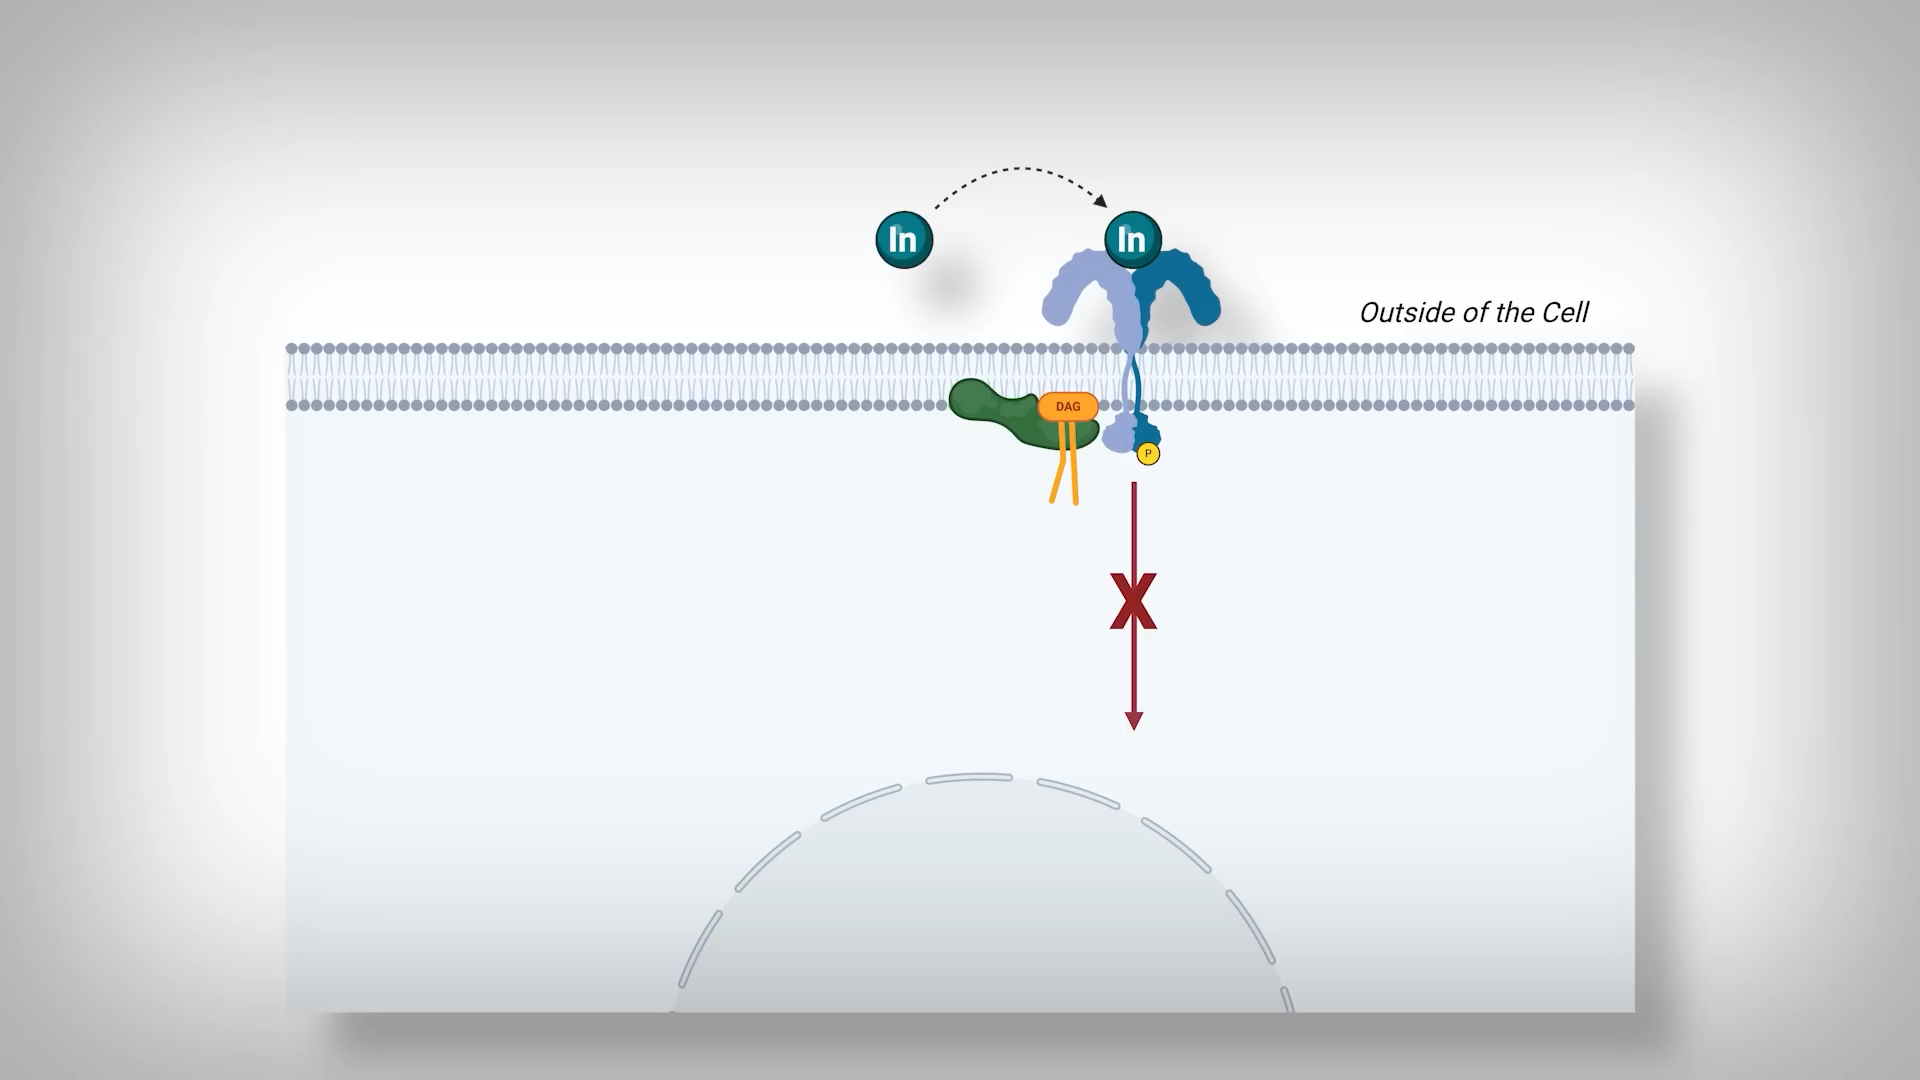 In
In
Outside of the Cell
DAG
P
X